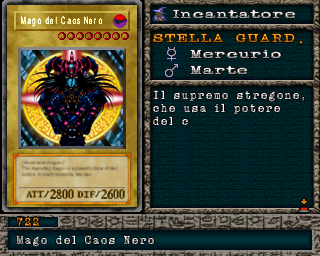 Mago del Caos Nero
ATT/2800 DIF/2600
Incantatore
STELLA GUARD.
Mercurio
Marte
Il supremo stregone,
che usa il potere
del c
722
Mago del Caos Nero